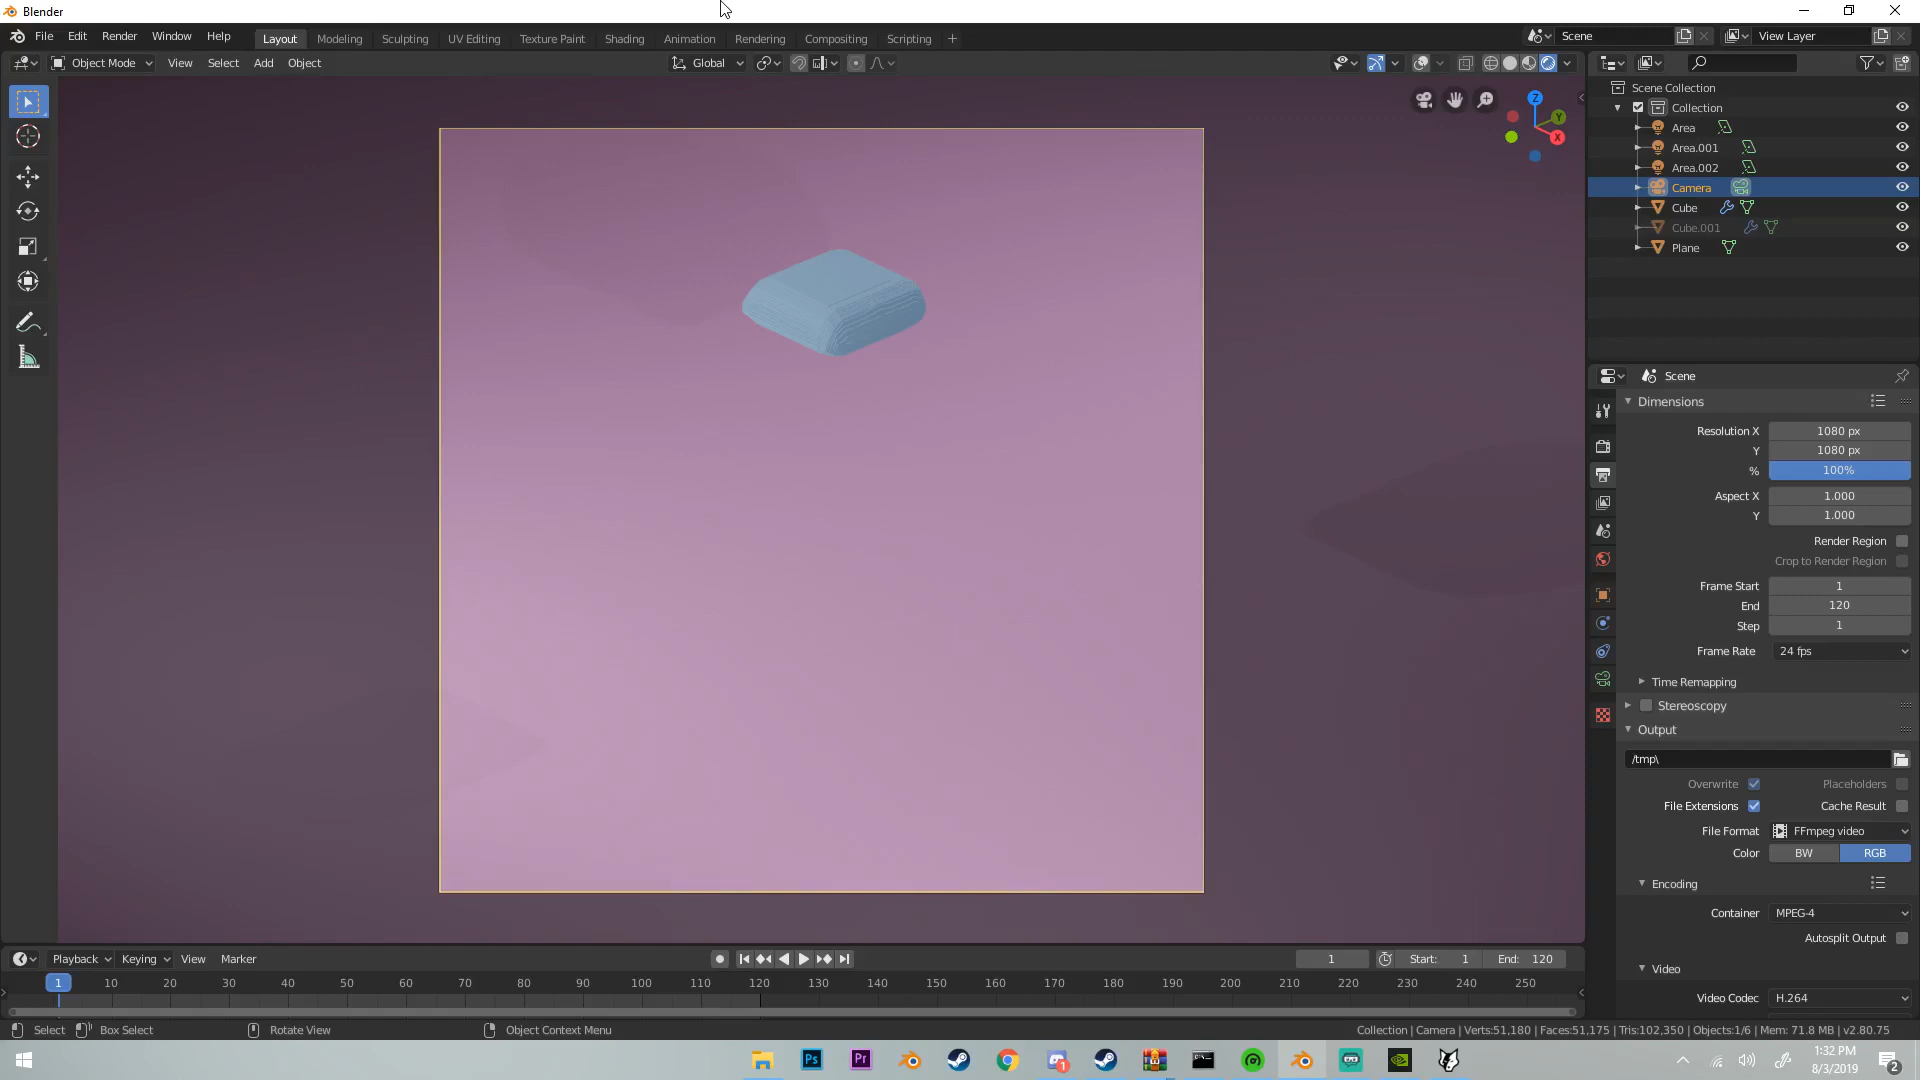 Blender
File Edit Render Window Help Layout Modeling Sculpting UV Editing Texture Paint Shading Animation Rendering Compositing Scripting + Scene View Layer
Object Mode View Select Add Object Global
Z
Y
X
Scene Collection
Collection
Area
Area.001
Area.002
Camera
Cube
Cube.001
Plane
Scene
Dimensions
Resolution X 1080 px
Y 1080 px
% 100%
Aspect X 1.000
Y 1.000
Render Region
Crop to Render Region
Frame Start 1
End 120
Step 1
Frame Rate 24 fps
Time Remapping
Stereoscopy
Output
/tmp\
Overwrite Placeholders
File Extensions Cache Result
File Format FFmpeg video
Color BW RGB
Encoding
Container MPEG-4
Autosplit Output
Video
Video Codec H.264
Playback Keying View Marker 1 Start: 1 End: 120
1 10 20 30 40 50 60 70 80 90 100 110 120 130 140 150 160 170 180 190 200 210 220 230 240 250
Select Box Select Rotate View Object Context Menu Collection | Camera | Verts:51,180 | Faces:51,175 | Tris:102,350 | Objects:1/6 | Mem: 71.8 MB | v2.80.75
Ps Pr 1 1:32 PM
8/3/2019 2